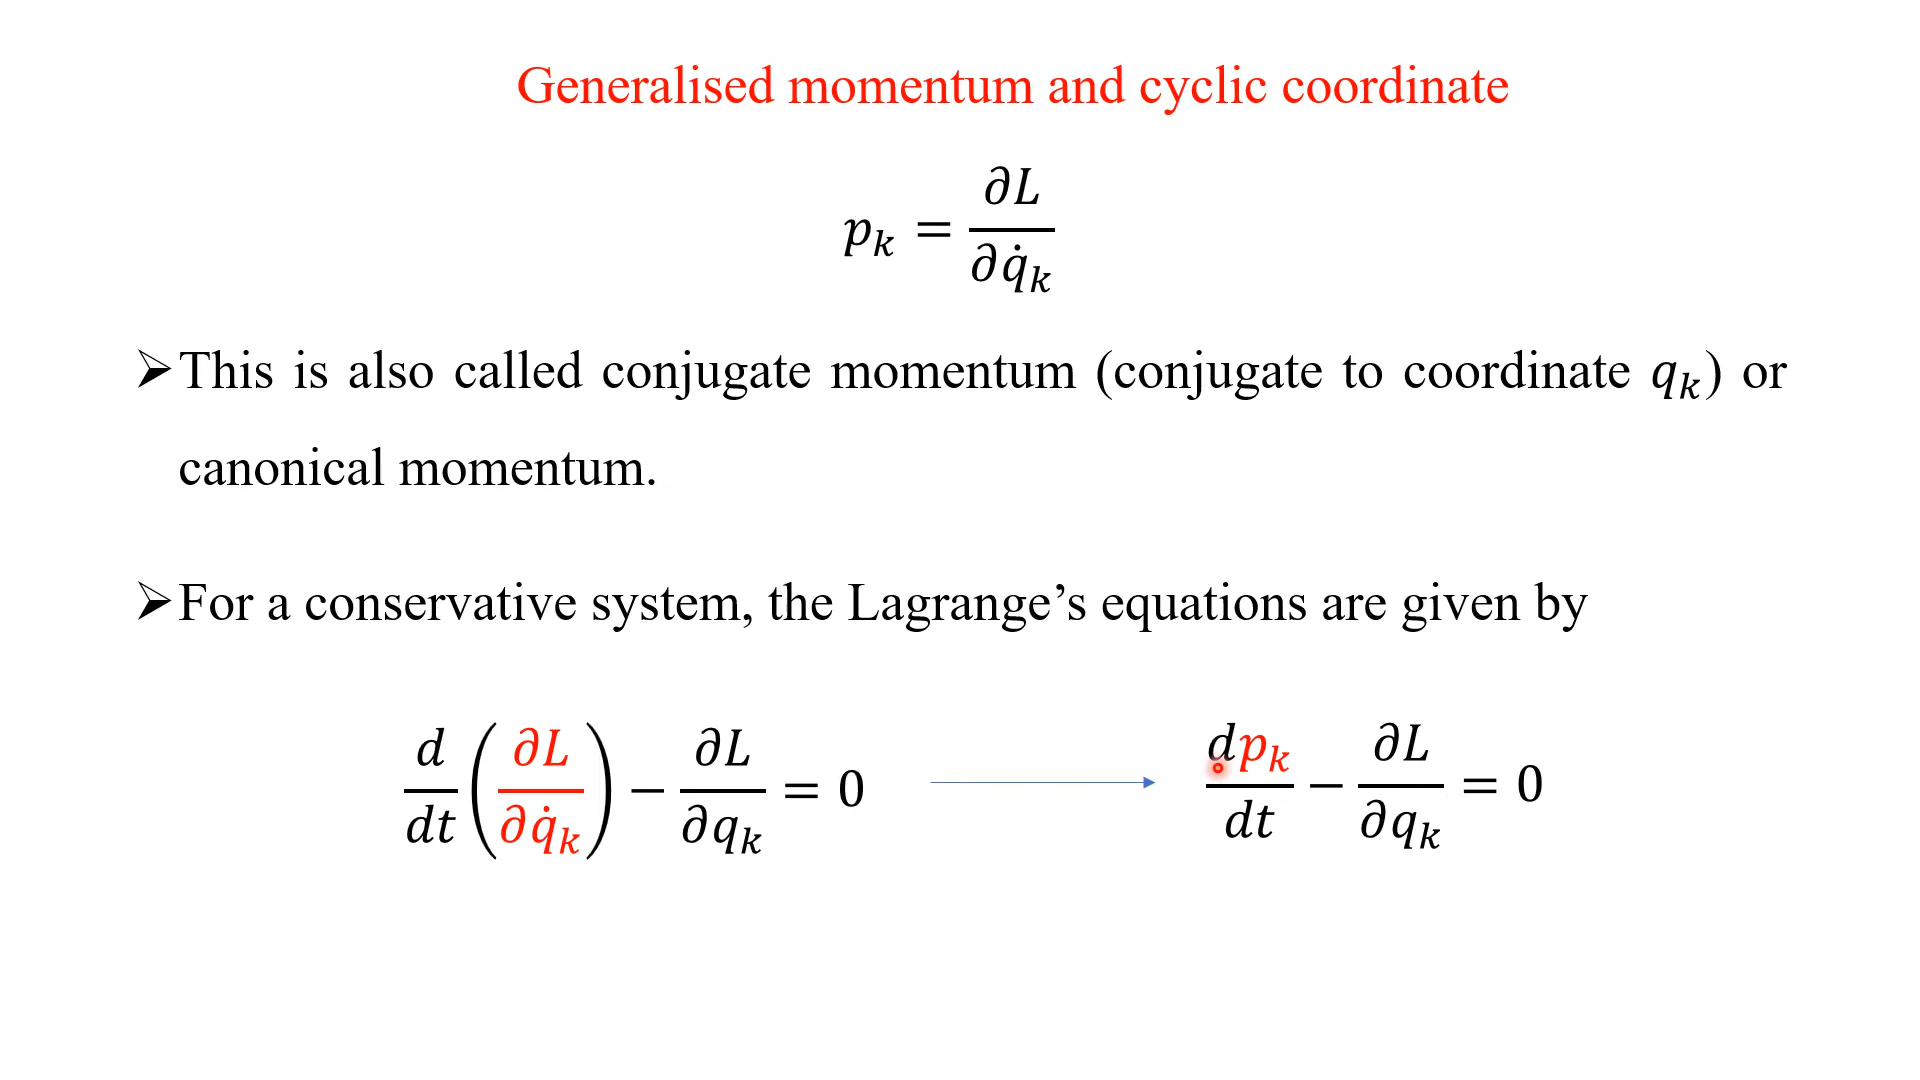 Generalised momentum and cyclic coordinate
p_k = ∂L/∂q̇_k
➢This is also called conjugate momentum (conjugate to coordinate q_k) or
canonical momentum.
➢For a conservative system, the Lagrange’s equations are given by
d/dt (∂L/∂q̇_k) − ∂L/∂q_k = 0 → dp_k/dt − ∂L/∂q_k = 0